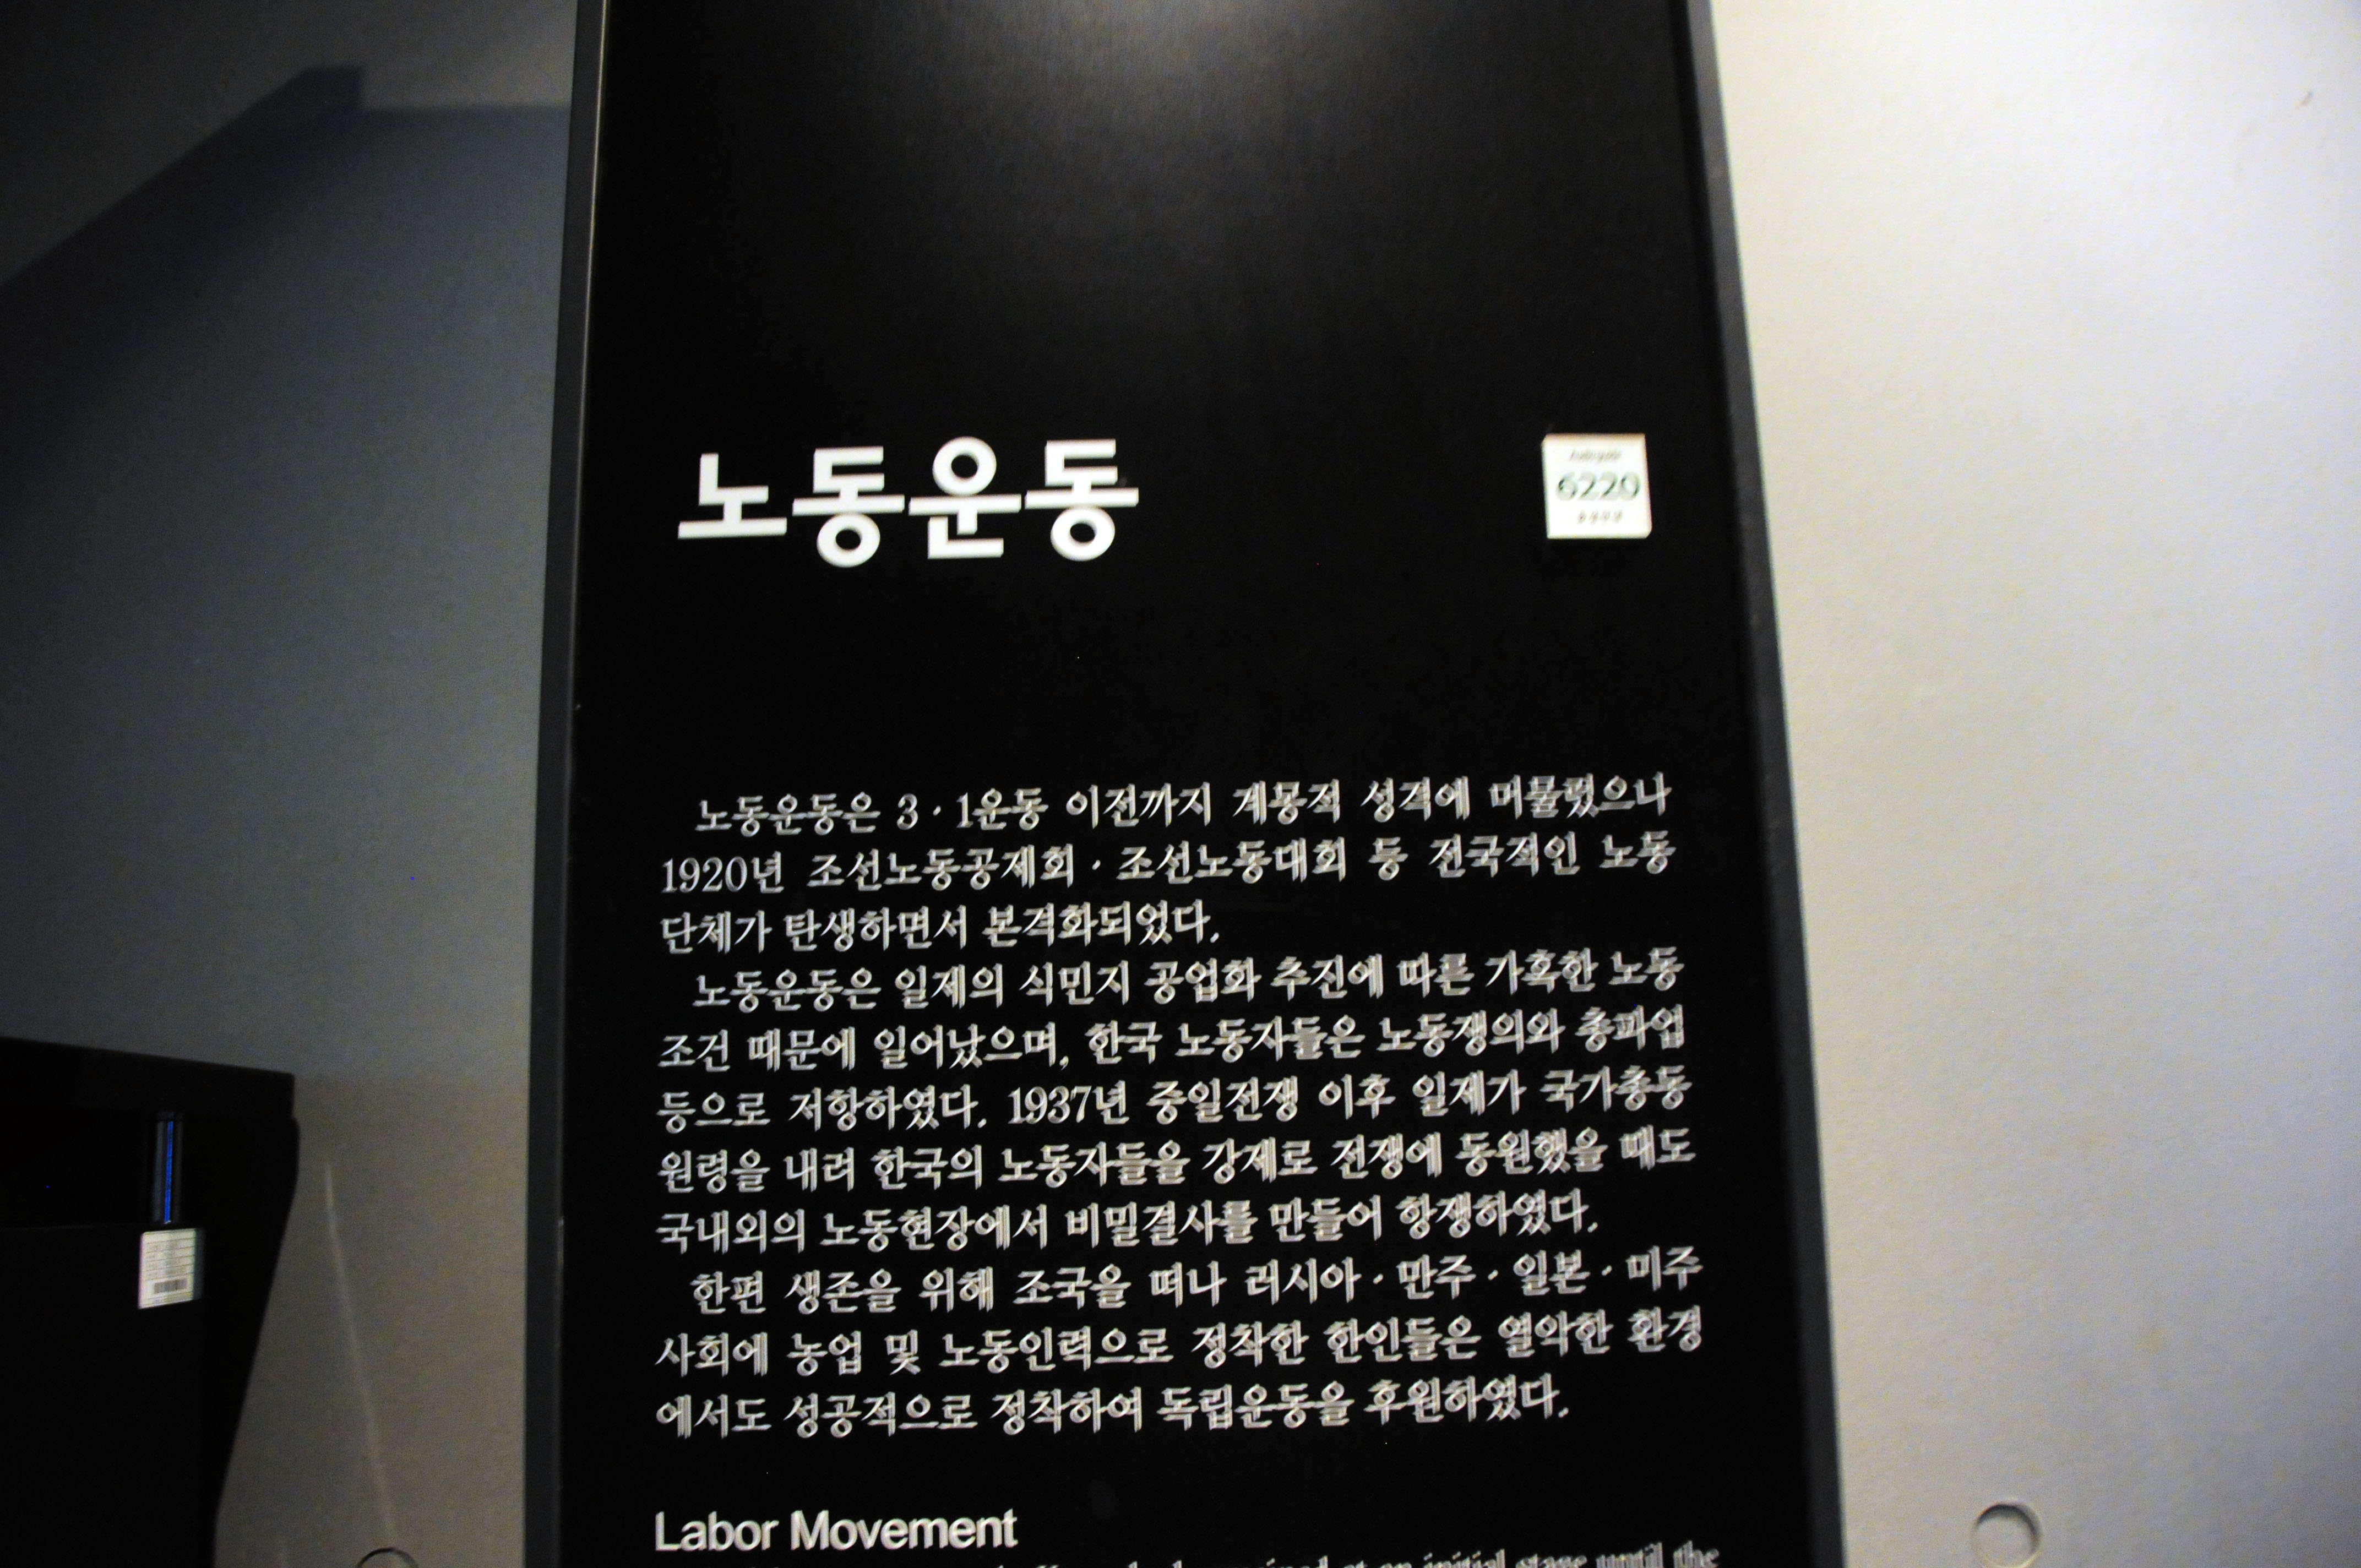 노동운동
6220
노동운동은 3·1운동 이전까지 계몽적 성격에 머물렀으나
1920년 조선노동공제회·조선노동대회 등 전국적인 노동
단체가 탄생하면서 본격화되었다.
노동운동은 일제의 식민지 공업화 추진에 따른 가혹한 노동
조건 때문에 일어났으며, 한국 노동자들은 노동쟁의와 총파업
등으로 저항하였다. 1937년 중일전쟁 이후 일제가 국가총동
원령을 내려 한국의 노동자들을 강제로 전쟁에 동원했을 때도
국내외의 노동현장에서 비밀결사를 만들어 항쟁하였다.
한편 생존을 위해 조국을 떠나 러시아·만주·일본·미주
사회에 농업 및 노동인력으로 정착한 한인들은 열악한 환경
에서도 성공적으로 정착하여 독립운동을 후원하였다.
Labor Movement
at an initial stage until the